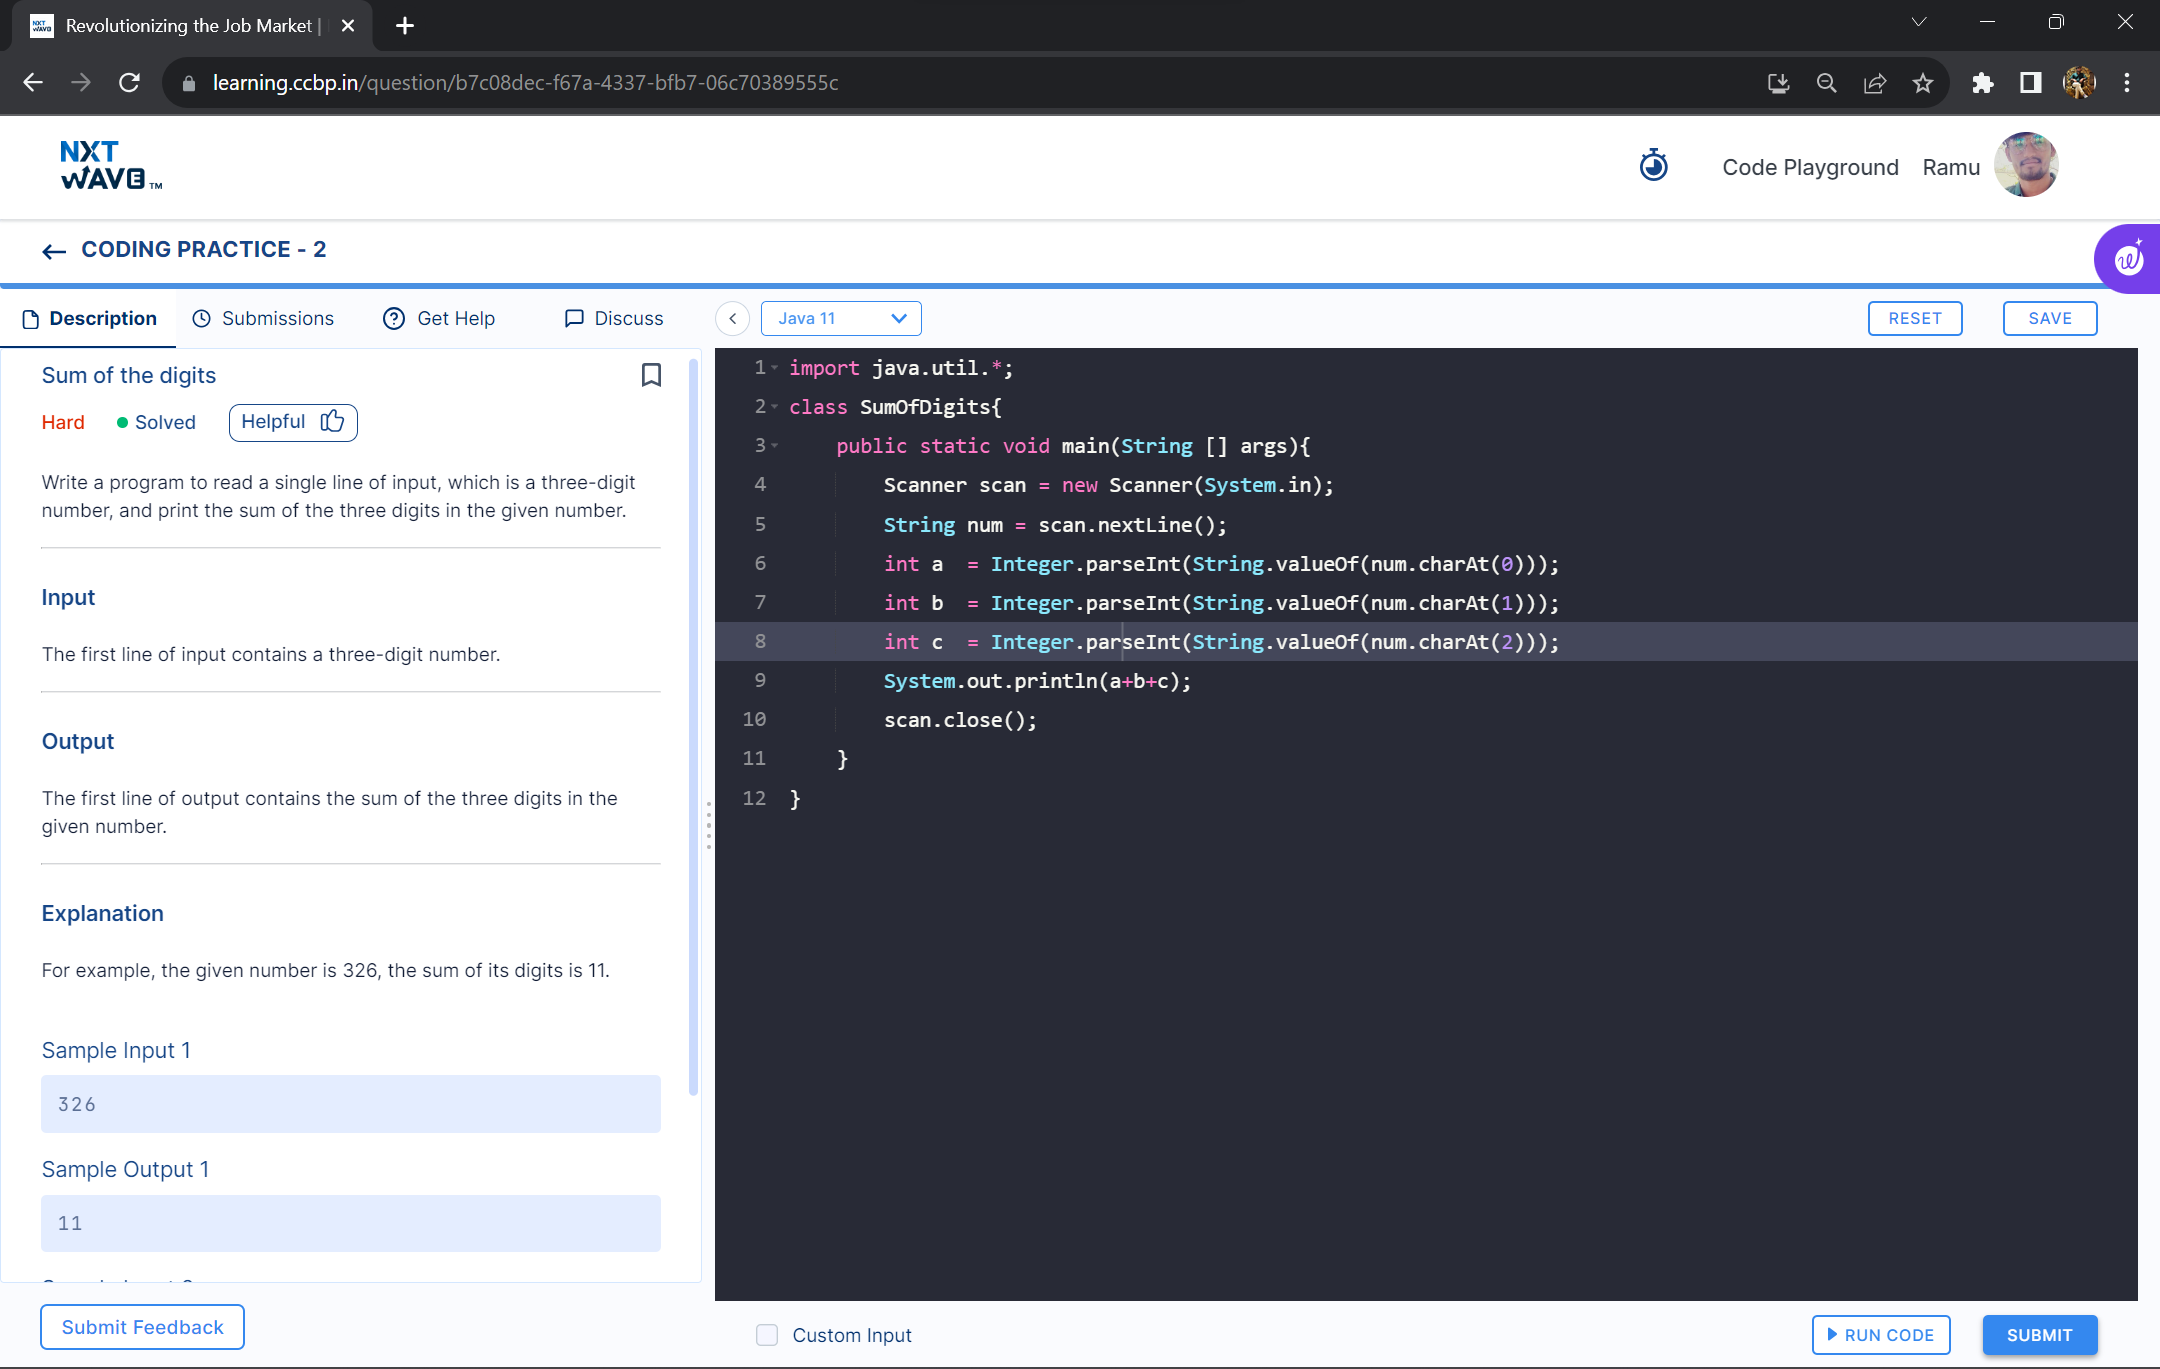 NXT WAVE
Revolutionizing the Job Market |
learning.ccbp.in/question/b7c08dec-f67a-4337-bfb7-06c70389555c
NXT
WAVE TM
Code Playground
Ramu
CODING PRACTICE - 2
Description
Submissions
Get Help
Discuss
Java 11
RESET
SAVE
Sum of the digits
Hard
Solved
Helpful
Write a program to read a single line of input, which is a three-digit
number, and print the sum of the three digits in the given number.
Input
The first line of input contains a three-digit number.
Output
The first line of output contains the sum of the three digits in the
given number.
Explanation
For example, the given number is 326, the sum of its digits is 11.
Sample Input 1
326
Sample Output 1
11
Submit Feedback
1 import java.util.*;
2 class SumOfDigits{
3 public static void main(String [] args){
4 Scanner scan = new Scanner(System.in);
5 String num = scan.nextLine();
6 int a  = Integer.parseInt(String.valueOf(num.charAt(0)));
7 int b  = Integer.parseInt(String.valueOf(num.charAt(1)));
8 int c  = Integer.parseInt(String.valueOf(num.charAt(2)));
9 System.out.println(a+b+c);
10 scan.close();
11 }
12 }
Custom Input
RUN CODE
SUBMIT